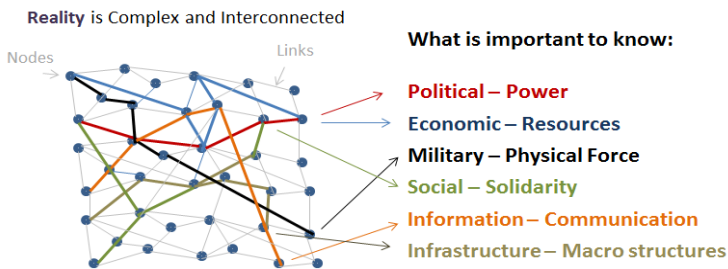 Reality is Complex and Interconnected
Nodes
Links
What is important to know:
Political – Power
Economic – Resources
Military – Physical Force
Social – Solidarity
Information – Communication
Infrastructure – Macro structures